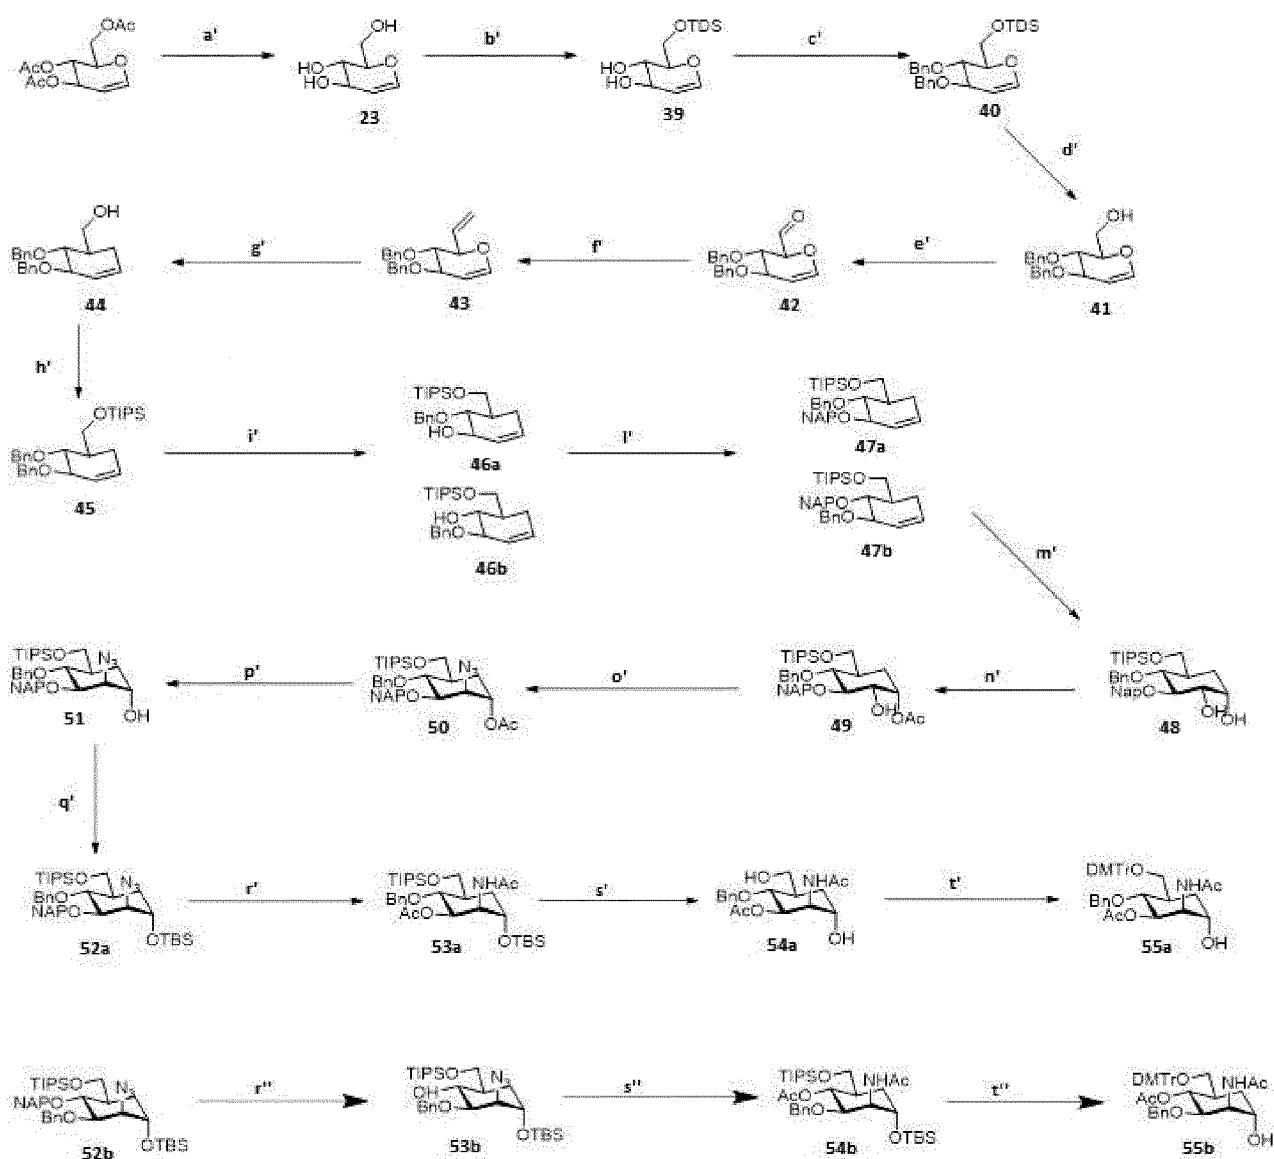 OAc
AcO
AcO
O
a'
OH
HO
HO
O
23
b'
OTDS
HO
HO
O
39
c'
OTDS
BnO
BnO
O
40
d'
OH
BnO
BnO
44
g'
BnO
BnO
O
43
f'
O
BnO
BnO
O
42
e'
OH
BnO
BnO
O
41
h'
OTIPS
BnO
BnO
45
i'
TIPSO
BnO
HO
46a
TIPSO
HO
BnO
46b
l'
TIPSO
BnO
NAPO
47a
TIPSO
NAPO
BnO
47b
m'
TIPSO
N3
BnO
NAPO
OH
51
p'
TIPSO
N3
BnO
NAPO
OAc
50
o'
TIPSO
BnO
NAPO
OH
OAc
49
n'
TIPSO
BnO
NapO
OH
OH
48
q'
TIPSO
N3
BnO
NAPO
OTBS
52a
r'
TIPSO
NHAc
BnO
AcO
OTBS
53a
s'
HO
NHAc
BnO
AcO
OH
54a
t'
DMTrO
NHAc
BnO
AcO
OH
55a
TIPSO
N3
NAPO
BnO
OTBS
52b
r''
TIPSO
OH
N3
BnO
OTBS
53b
s''
TIPSO
NHAc
AcO
BnO
OTBS
54b
t''
DMTrO
NHAc
AcO
BnO
OH
55b